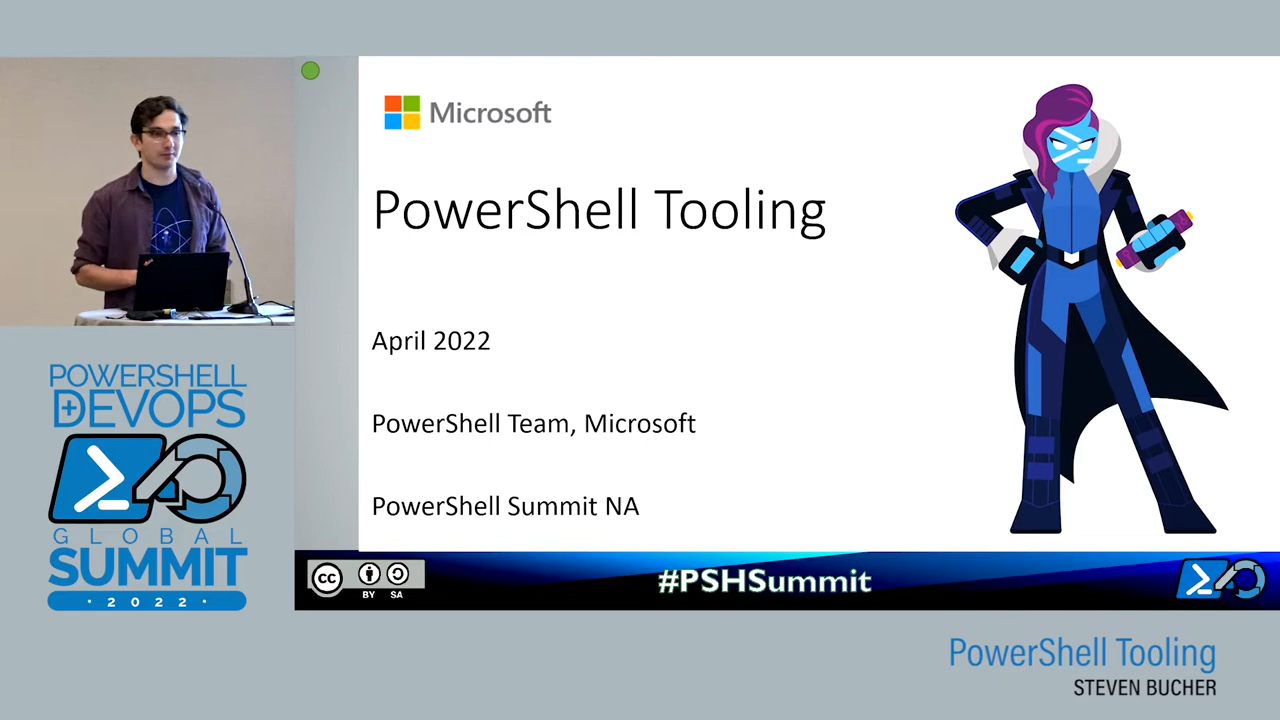 Microsoft
PowerShell Tooling
April 2022
PowerShell Team, Microsoft
PowerShell Summit NA
POWERSHELL
DEVOPS
GLOBAL
SUMMIT
· 2022 ·
cc
BY SA
#PSHSummit
PowerShell Tooling
STEVEN BUCHER